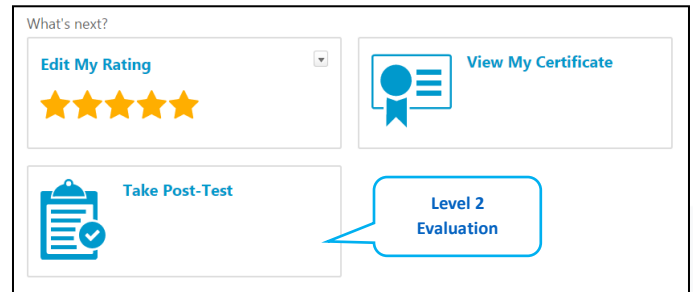 What's next?
Edit My Rating
View My Certificate
Take Post-Test
Level 2
Evaluation